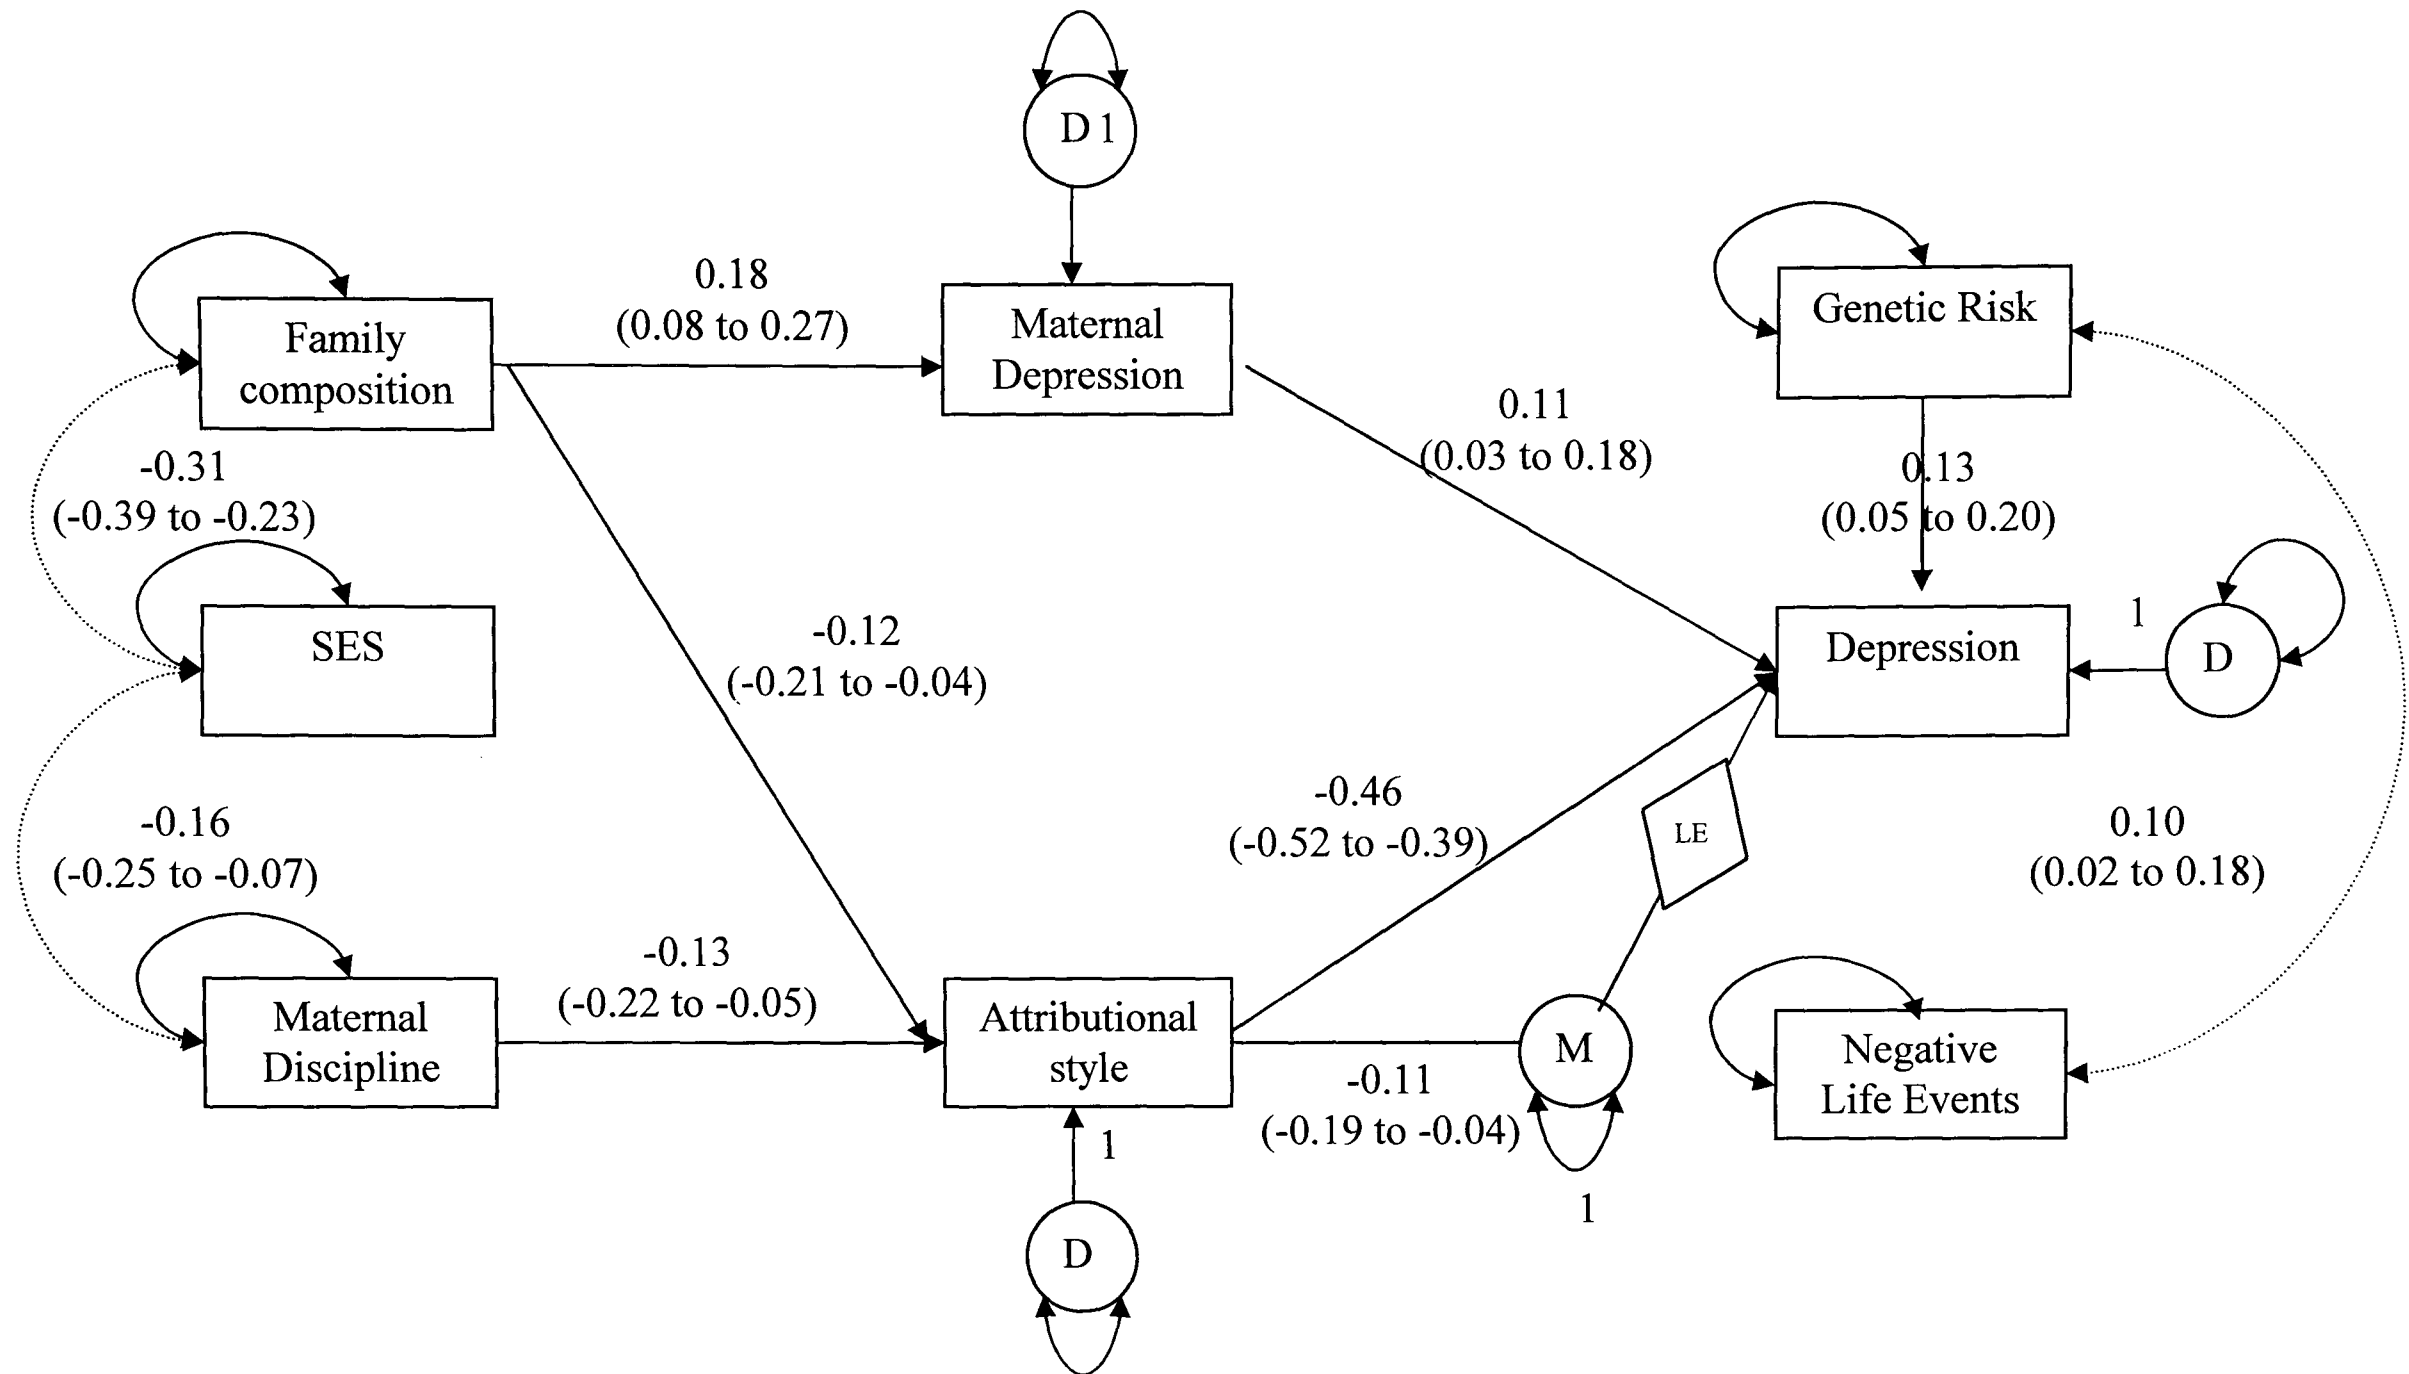 D 1
0.18
(0.08 to 0.27)
Family
composition
Maternal
Depression
Genetic Risk
0.11
(0.03 to 0.18)
0.13
(0.05 to 0.20)
-0.31
(-0.39 to -0.23)
SES
-0.12
(-0.21 to -0.04)
Depression
1
D
-0.16
(-0.25 to -0.07)
-0.46
(-0.52 to -0.39)
LE
0.10
(0.02 to 0.18)
Maternal
Discipline
-0.13
(-0.22 to -0.05)
Attributional
style
M
-0.11
(-0.19 to -0.04)
Negative
Life Events
1
1
D